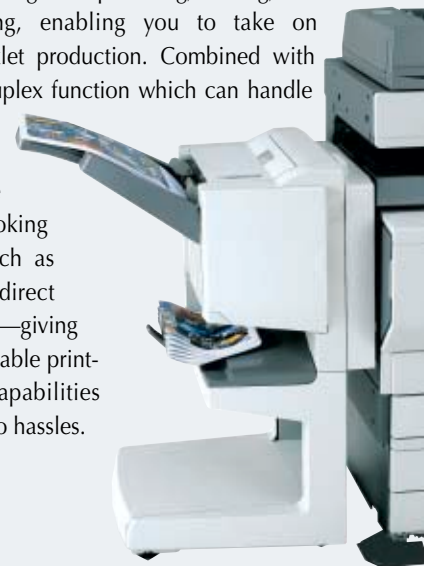 ng, enabling you to take on
let production. Combined with
uplex function which can handle
oking
ch as
direct
—giving
able print-
apabilities
o hassles.